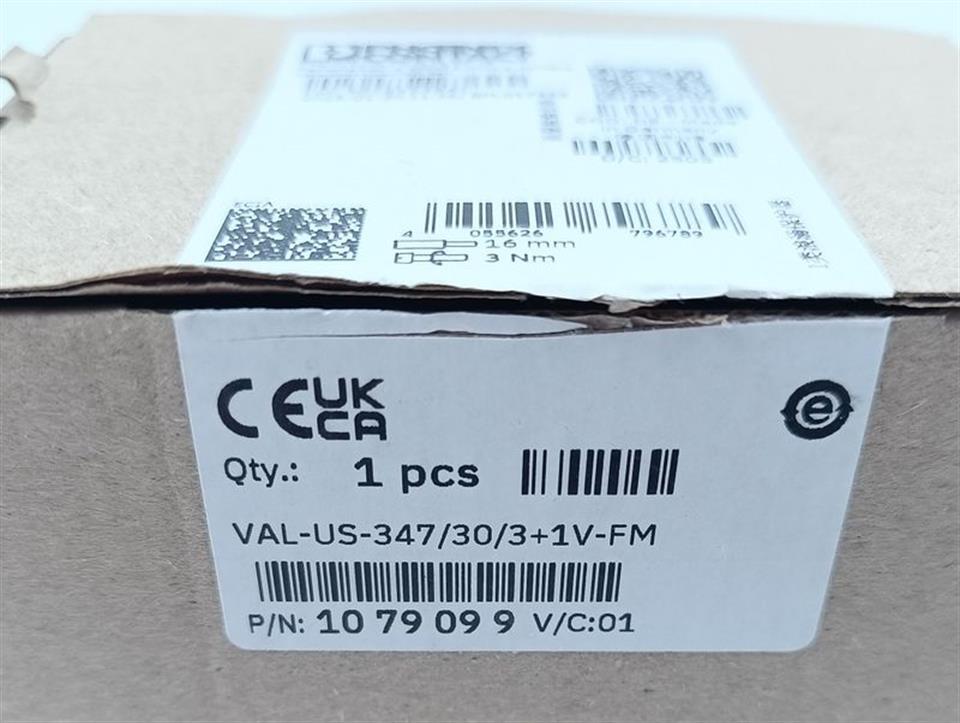 4 055626 796789
16 mm
3 Nm
CE UK
CA
e
Qty.: 1 pcs
VAL-US-347/30/3+1V-FM
P/N: 10 79 09 9 V/C:01